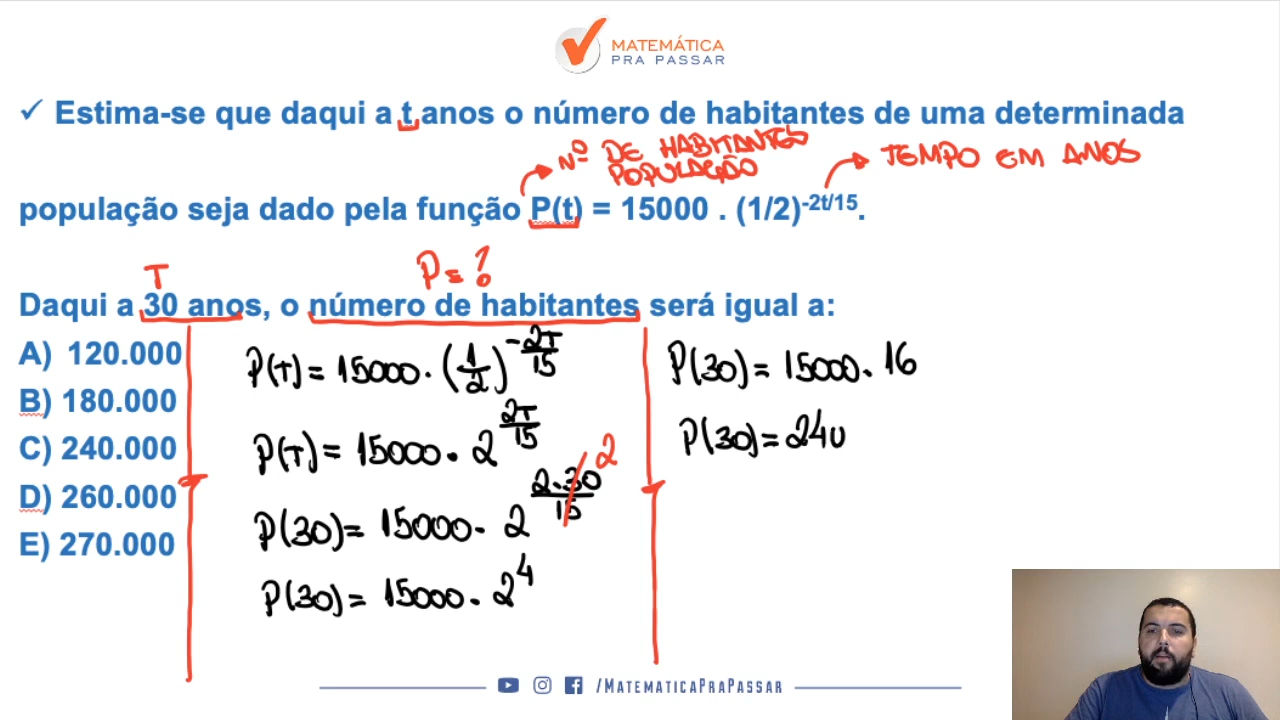 MATEMÁTICA
PRA PASSAR
✓ Estima-se que daqui a t anos o número de habitantes de uma determinada
Nº DE HABITANTES
POPULAÇÃO
TEMPO EM ANOS
população seja dado pela função P(t) = 15000 . (1/2)^-2t/15.
T
P = ?
Daqui a 30 anos, o número de habitantes será igual a:
A) 120.000
B) 180.000
C) 240.000
D) 260.000
E) 270.000
P(T) = 15000 · (1/2)^-2T/15
P(T) = 15000 · 2^2T/15
P(30) = 15000 · 2^2·30/15 2
P(30) = 15000 · 2^4
P(30) = 15000 · 16
P(30) = 240
/MATEMATICAPRAPASSAR